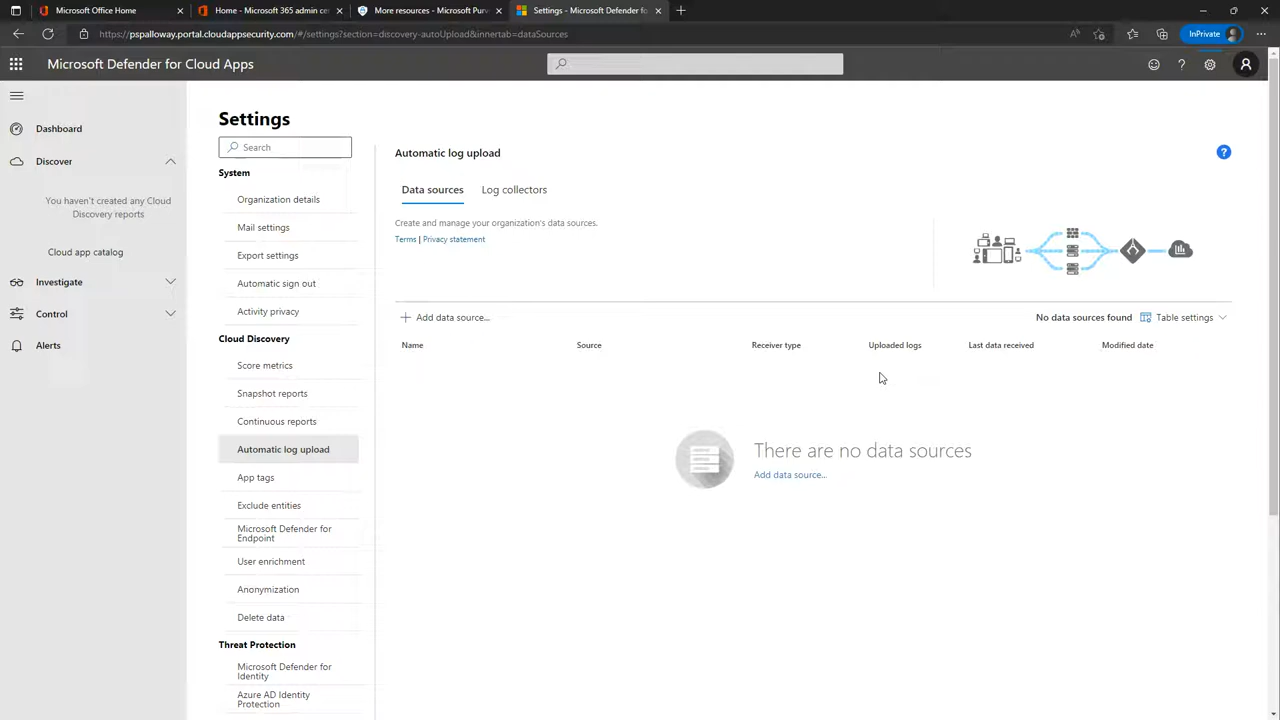 Microsoft Office Home
Home - Microsoft 365 admin cen
More resources - Microsoft Purv
Settings - Microsoft Defender fo
https://pspalloway.portal.cloudappsecurity.com/#/settings?section=discovery-autoUpload&innertab=dataSources
InPrivate
Microsoft Defender for Cloud Apps
Dashboard
Discover
You haven't created any Cloud
Discovery reports
Cloud app catalog
Investigate
Control
Alerts
Settings
Search
System
Organization details
Mail settings
Export settings
Automatic sign out
Activity privacy
Cloud Discovery
Score metrics
Snapshot reports
Continuous reports
Automatic log upload
App tags
Exclude entities
Microsoft Defender for
Endpoint
User enrichment
Anonymization
Delete data
Threat Protection
Microsoft Defender for
Identity
Azure AD Identity
Protection
Automatic log upload
Data sources Log collectors
Create and manage your organization's data sources.
Terms | Privacy statement
Add data source...
No data sources found Table settings
Name Source Receiver type Uploaded logs Last data received Modified date
There are no data sources
Add data source...